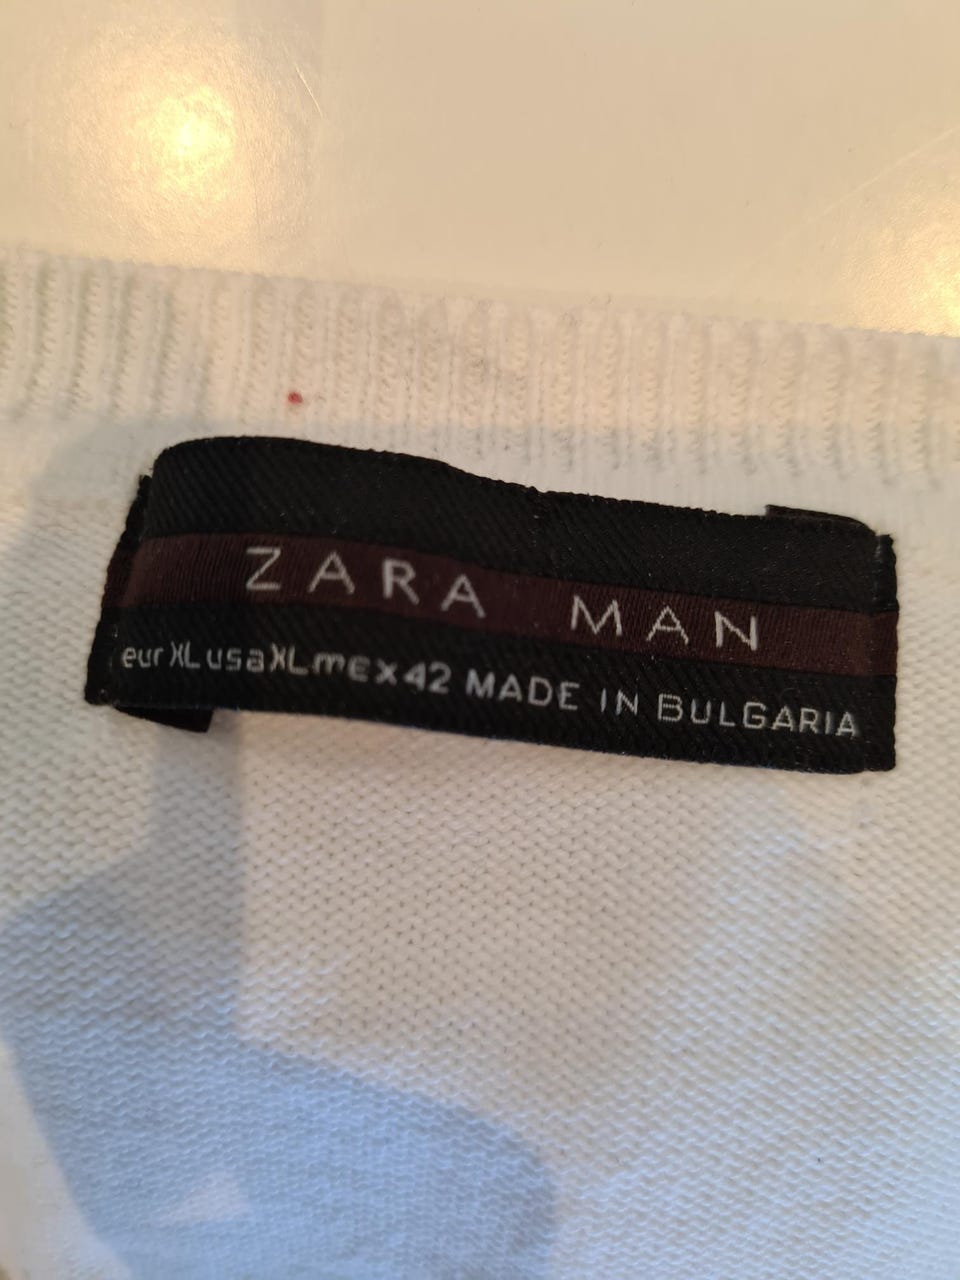 ZARA MAN
eur XL usa XL mex 42 MADE IN BULGARIA